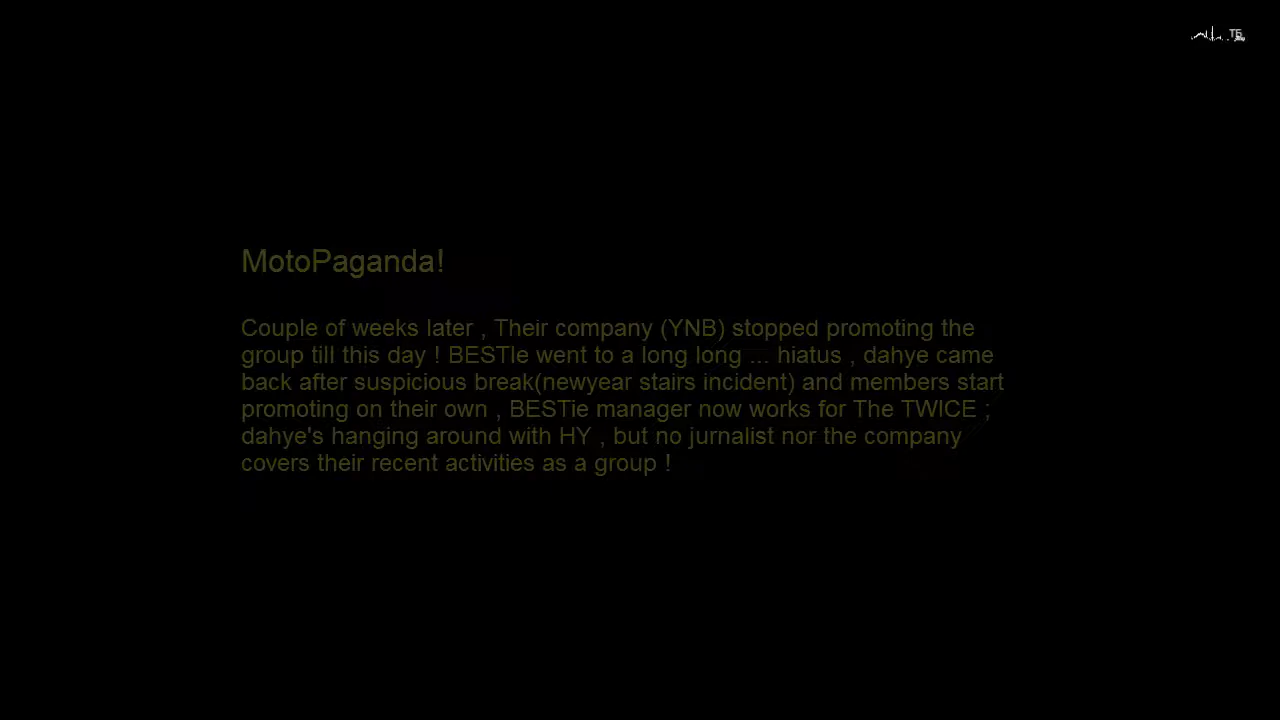 ТБ
MotoPaganda!
Couple of weeks later , Their company (YNB) stopped promoting the
group till this day ! BESTIe went to a long long ... hiatus , dahye came
back after suspicious break(newyear stairs incident) and members start
promoting on their own , BESTie manager now works for The TWICE ;
dahye's hanging around with HY , but no jurnalist nor the company
covers their recent activities as a group !